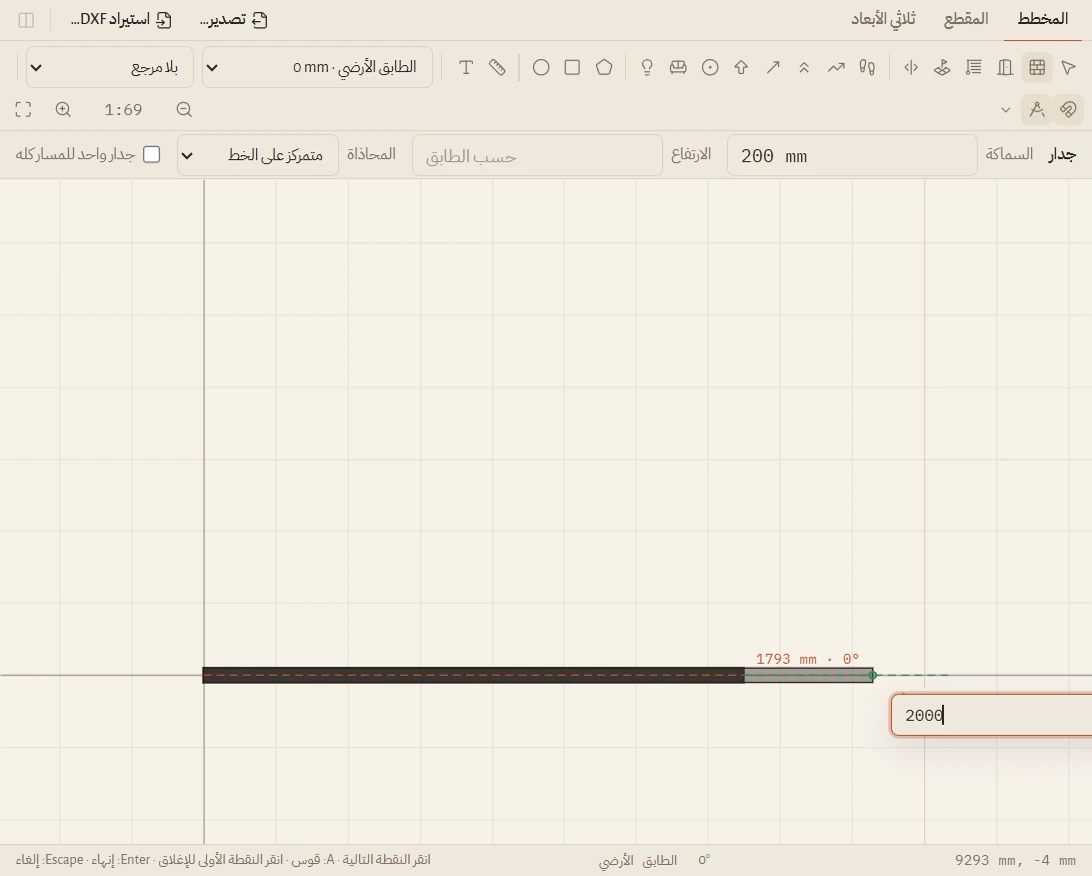 المخطط المقطع ثلاثي الأبعاد تصدير... استيراد DXF...
الطابق الأرضي · 0 mm بلا مرجع
1:69
جدار السماكة 200 mm الارتفاع حسب الطابق المحاذاة متمركز على الخط جدار واحد للمسار كله
1793 mm · 0°
2000
9293 mm, -4 mm 0° الطابق الأرضي انقر النقطة التالية · A: قوس · انقر النقطة الأولى للإغلاق · Enter: إنهاء · Escape: إلغاء